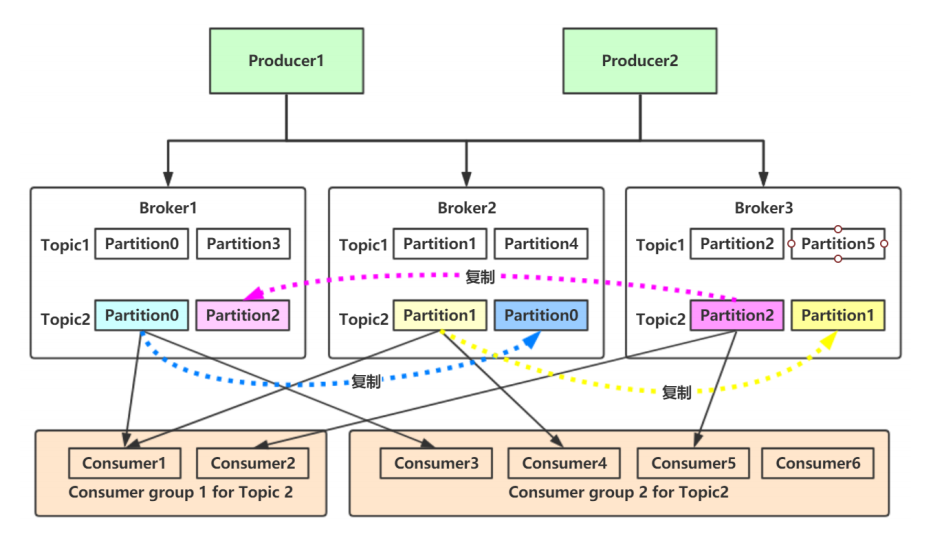 Producer1 Producer2
Broker1 Broker2 Broker3
Topic1 Partition0 Partition3 Topic1 Partition1 Partition4 Topic1 Partition2 Partition5
复制
Topic2 Partition0 Partition2 Topic2 Partition1 Partition0 Topic2 Partition2 Partition1
复制 复制
Consumer1 Consumer2 Consumer3 Consumer4 Consumer5 Consumer6
Consumer group 1 for Topic 2 Consumer group 2 for Topic2